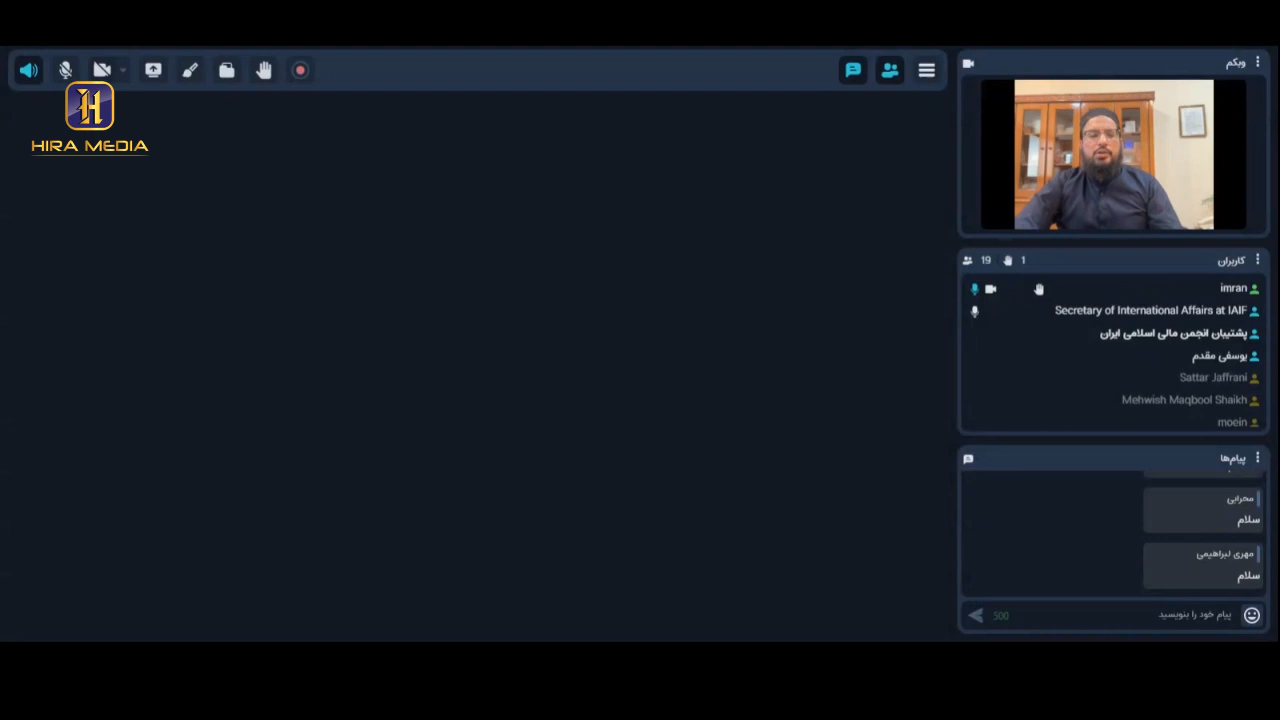 HIRA MEDIA
وبکم
کاربران
19
1
imran
Secretary of International Affairs at IAIF
پشتیبان انجمن مالی اسلامی ایران
یوسفی مقدم
Sattar Jaffrani
Mehwish Maqbool Shaikh
moein
پیام‌ها
محرابی
سلام
مهری ابراهیمی
سلام
پیام خود را بنویسید
500